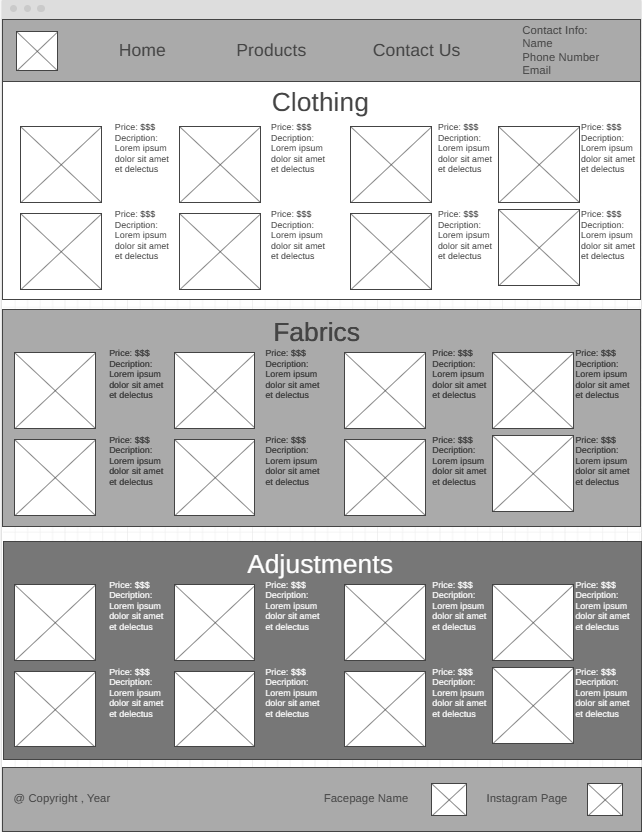 Home
Products
Contact Us
Contact Info:
Name
Phone Number
Email
Clothing
Price: $$$
Decription:
Lorem ipsum
dolor sit amet
et delectus
Price: $$$
Decription:
Lorem ipsum
dolor sit amet
et delectus
Price: $$$
Decription:
Lorem ipsum
dolor sit amet
et delectus
Price: $$$
Decription:
Lorem ipsum
dolor sit amet
et delectus
Price: $$$
Decription:
Lorem ipsum
dolor sit amet
et delectus
Price: $$$
Decription:
Lorem ipsum
dolor sit amet
et delectus
Price: $$$
Decription:
Lorem ipsum
dolor sit amet
et delectus
Price: $$$
Decription:
Lorem ipsum
dolor sit amet
et delectus
Fabrics
Price: $$$
Decription:
Lorem ipsum
dolor sit amet
et delectus
Price: $$$
Decription:
Lorem ipsum
dolor sit amet
et delectus
Price: $$$
Decription:
Lorem ipsum
dolor sit amet
et delectus
Price: $$$
Decription:
Lorem ipsum
dolor sit amet
et delectus
Price: $$$
Decription:
Lorem ipsum
dolor sit amet
et delectus
Price: $$$
Decription:
Lorem ipsum
dolor sit amet
et delectus
Price: $$$
Decription:
Lorem ipsum
dolor sit amet
et delectus
Price: $$$
Decription:
Lorem ipsum
dolor sit amet
et delectus
Adjustments
Price: $$$
Decription:
Lorem ipsum
dolor sit amet
et delectus
Price: $$$
Decription:
Lorem ipsum
dolor sit amet
et delectus
Price: $$$
Decription:
Lorem ipsum
dolor sit amet
et delectus
Price: $$$
Decription:
Lorem ipsum
dolor sit amet
et delectus
Price: $$$
Decription:
Lorem ipsum
dolor sit amet
et delectus
Price: $$$
Decription:
Lorem ipsum
dolor sit amet
et delectus
Price: $$$
Decription:
Lorem ipsum
dolor sit amet
et delectus
Price: $$$
Decription:
Lorem ipsum
dolor sit amet
et delectus
@ Copyright , Year
Facepage Name
Instagram Page